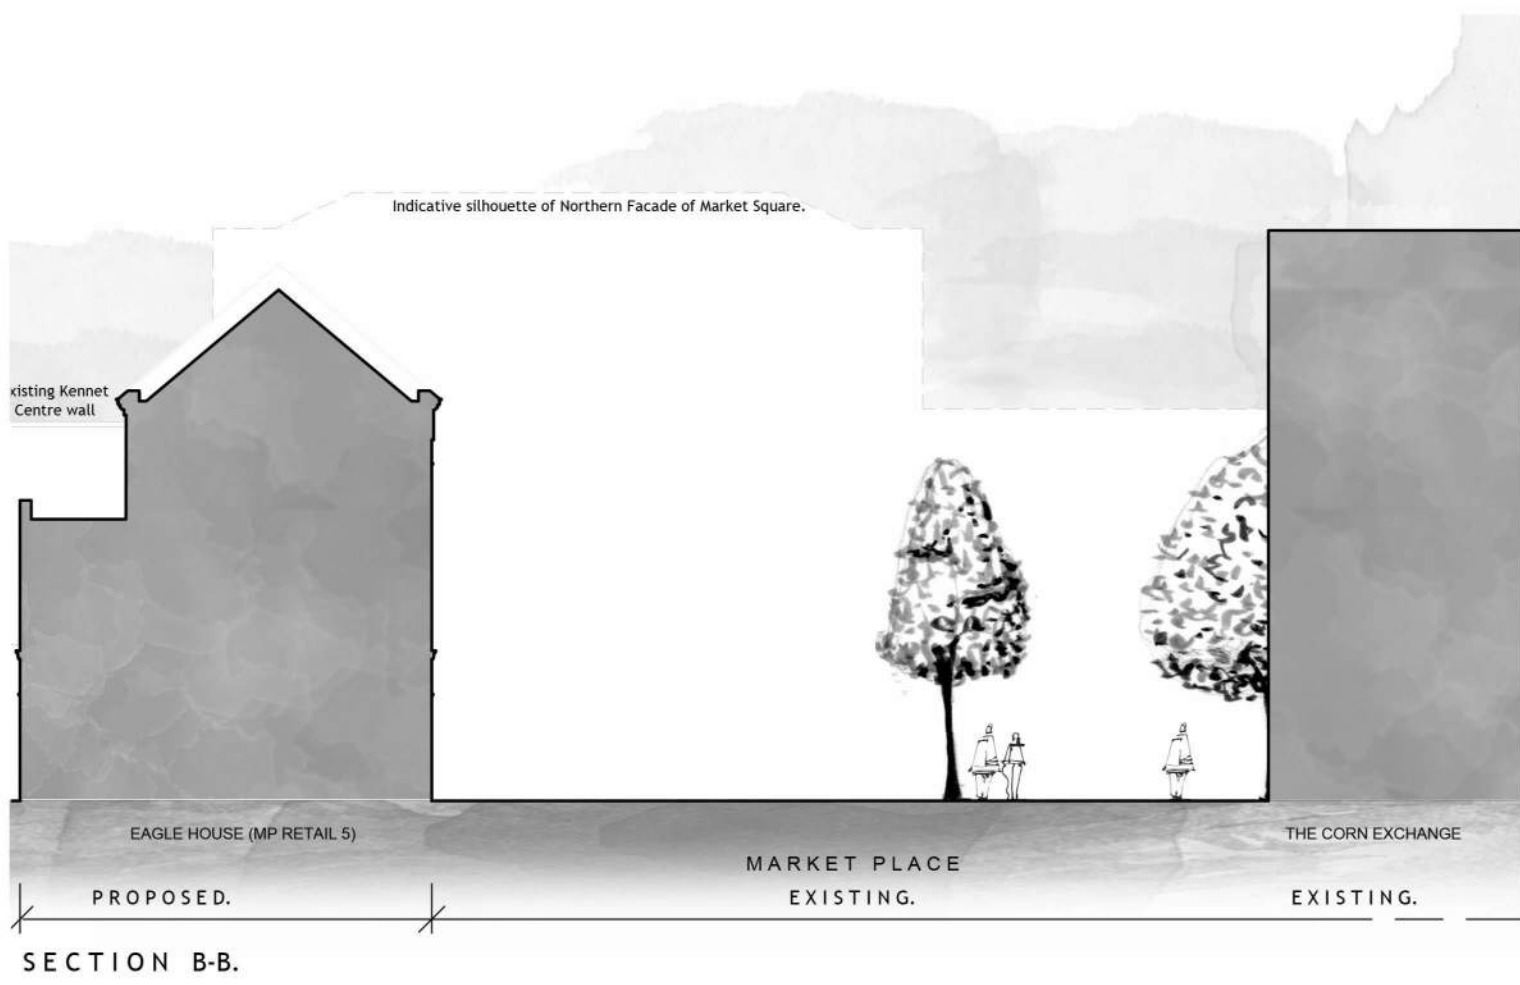 Indicative silhouette of Northern Facade of Market Square.
xisting Kennet
Centre wall
EAGLE HOUSE (MP RETAIL 5)
THE CORN EXCHANGE
MARKET PLACE
PROPOSED.
EXISTING.
EXISTING.
SECTION B-B.